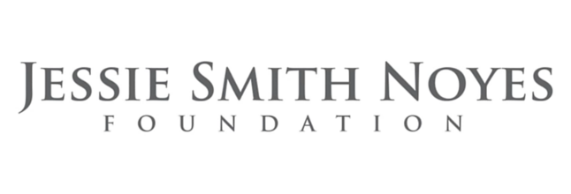 JESSIE SMITH NOYES
FOUNDATION